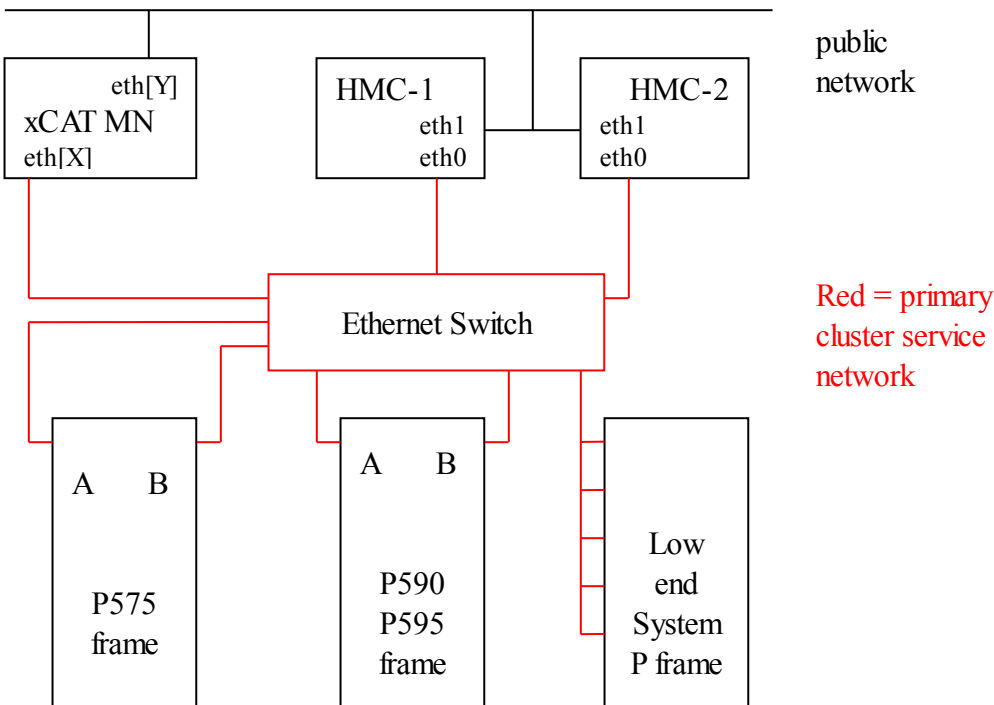 public
network
eth[Y]
xCAT MN
eth[X]
HMC-1
eth1
eth0
HMC-2
eth1
eth0
Ethernet Switch
Red = primary
cluster service
network
A B
P575
frame
A B
P590
P595
frame
Low
end
System
P frame